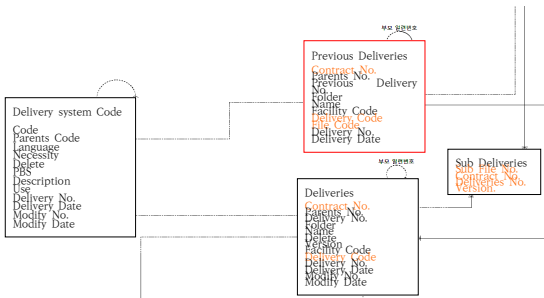 부모 일련번호
Previous Deliveries
Contract No.
Parents No.
Previous Delivery
No.
Folder
Name
Facility Code
Delivery Code
File Code
Delivery No.
Delivery Date
Delivery system Code
Code
Parents Code
Language
Necessity
Delete
PBS
Description
Use
Delivery No.
Delivery Date
Modify No.
Modify Date
부모 일련번호
Deliveries
Contract No.
Parents No.
Delivery No.
Folder
Name
Delete
Version
Facility Code
Delivery Code
Delivery No.
Delivery Date
Modify No.
Modify Date
Sub Deliveries
Sub File No.
Contract No.
Deliveries No.
Version.